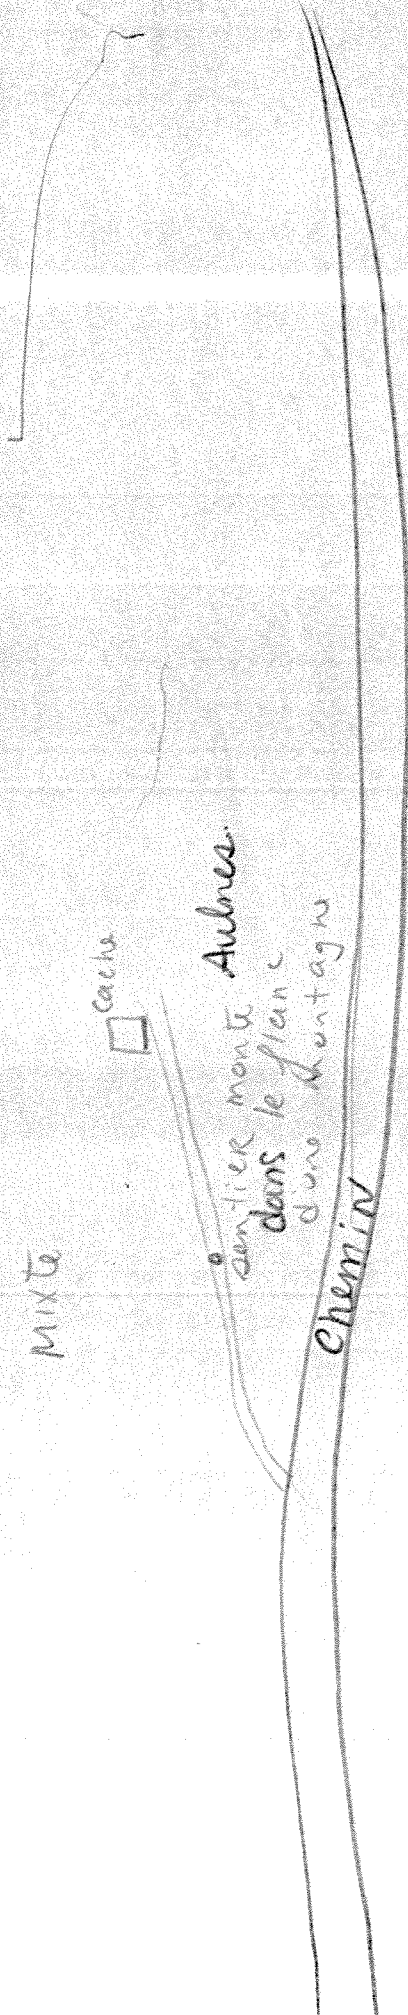 Mixte
cache
sentier monte
dans le flanc
d'une montagne
Aulnes.
Chemin